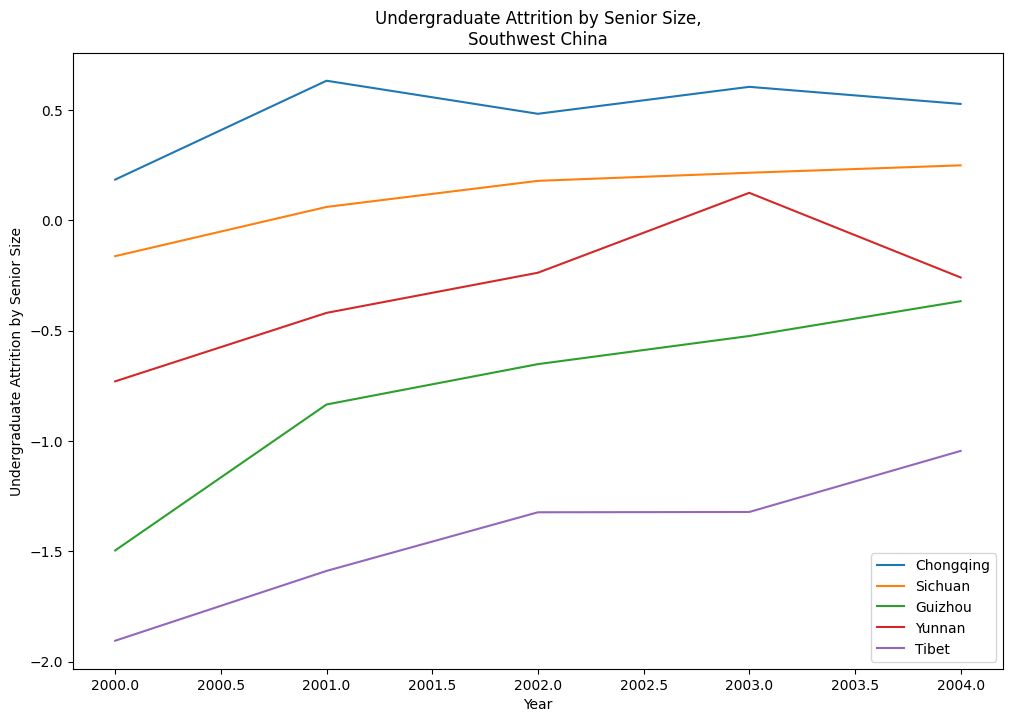 Undergraduate Attrition by Senior Size,
Southwest China
Undergraduate Attrition by Senior Size
0.5
0.0
−0.5
−1.0
−1.5
−2.0
2000.0 2000.5 2001.0 2001.5 2002.0 2002.5 2003.0 2003.5 2004.0
Year
Chongqing
Sichuan
Guizhou
Yunnan
Tibet